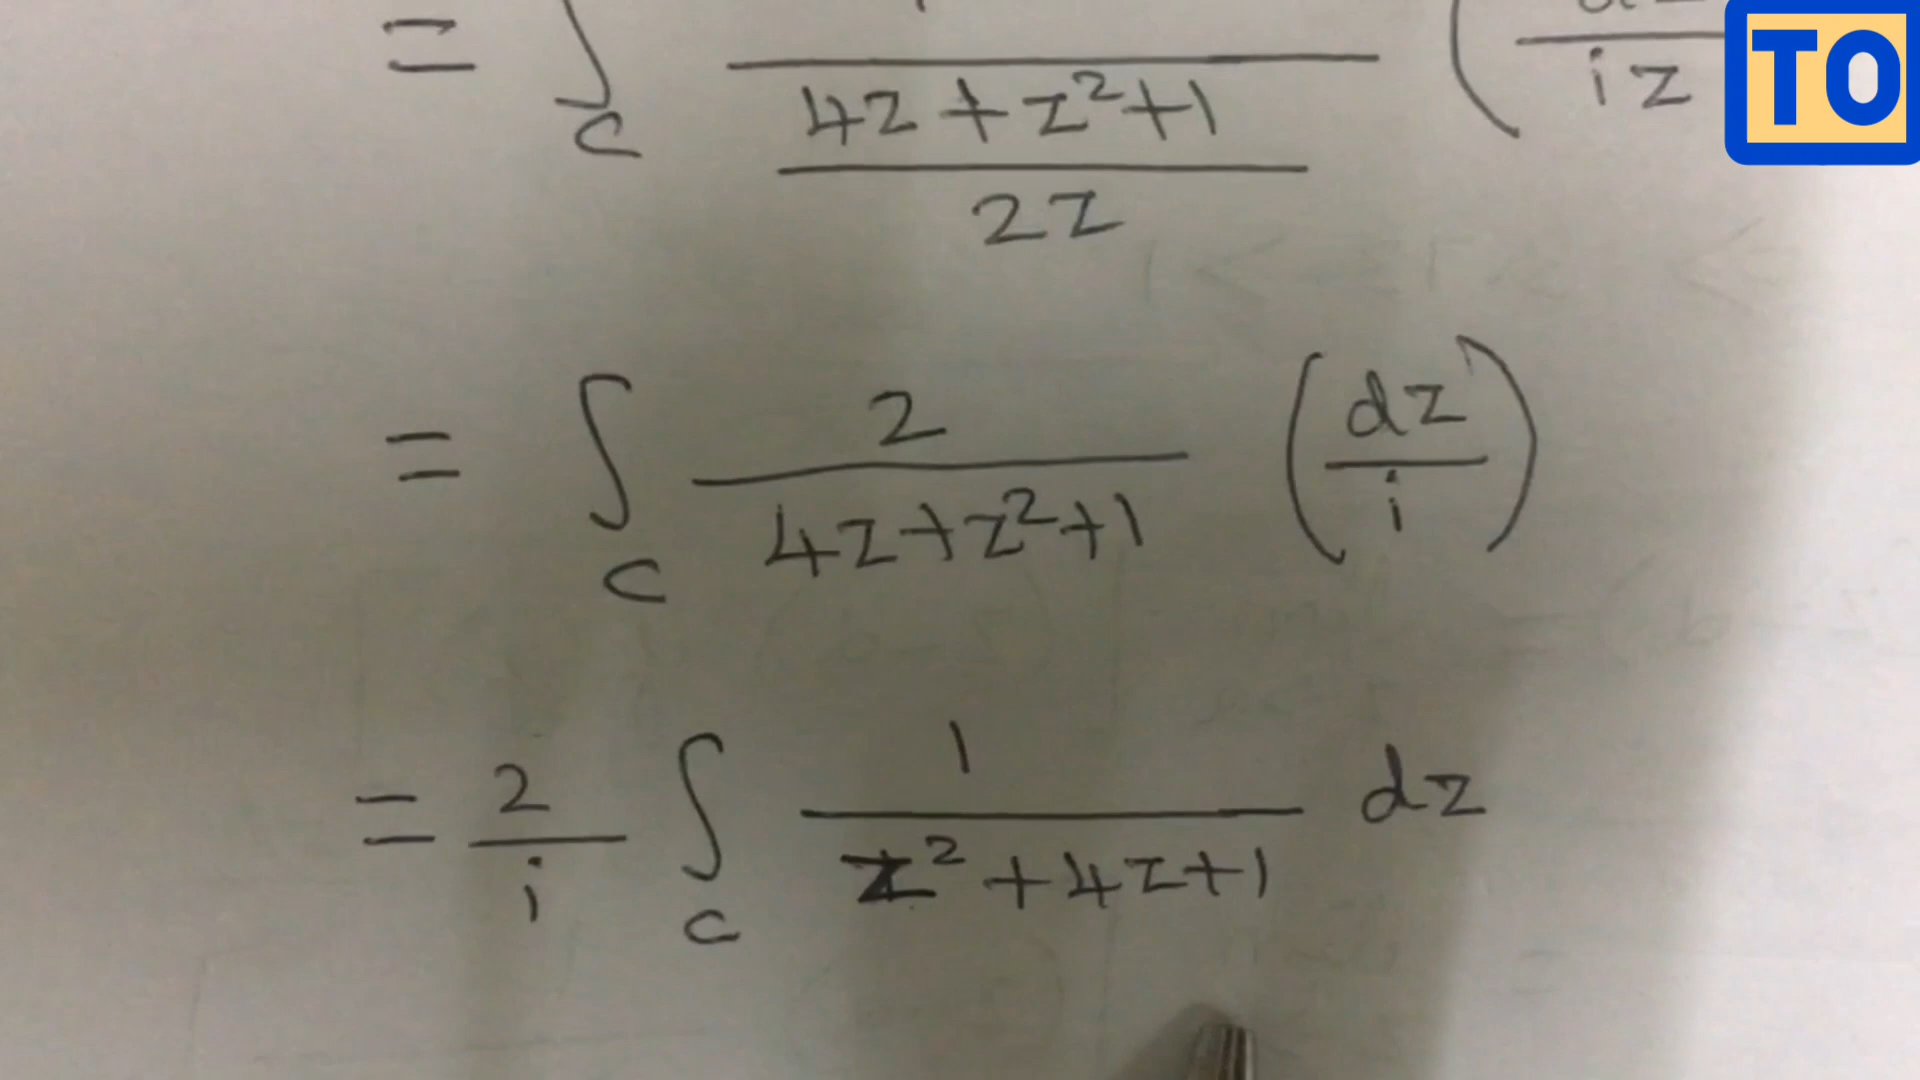 = ∫_C 1/((4z + z² + 1)/(2z)) (dz/(iz))
TO
= ∫_C 2/(4z + z² + 1) (dz/i)
= 2/i ∫_C 1/(z² + 4z + 1) dz